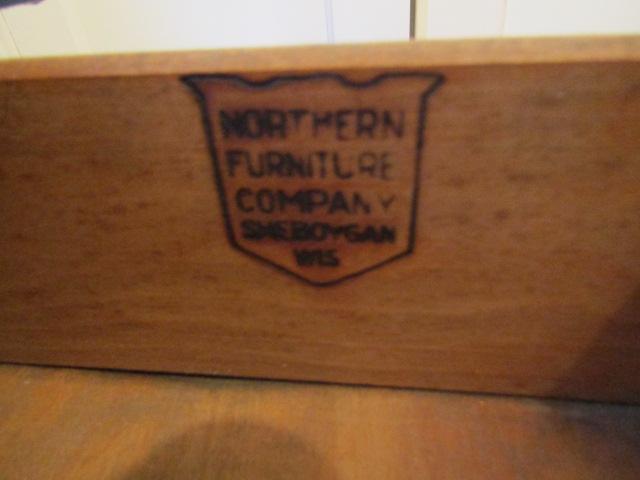 NORTHERN
FURNITURE
COMPANY
SHEBOYGAN
WIS